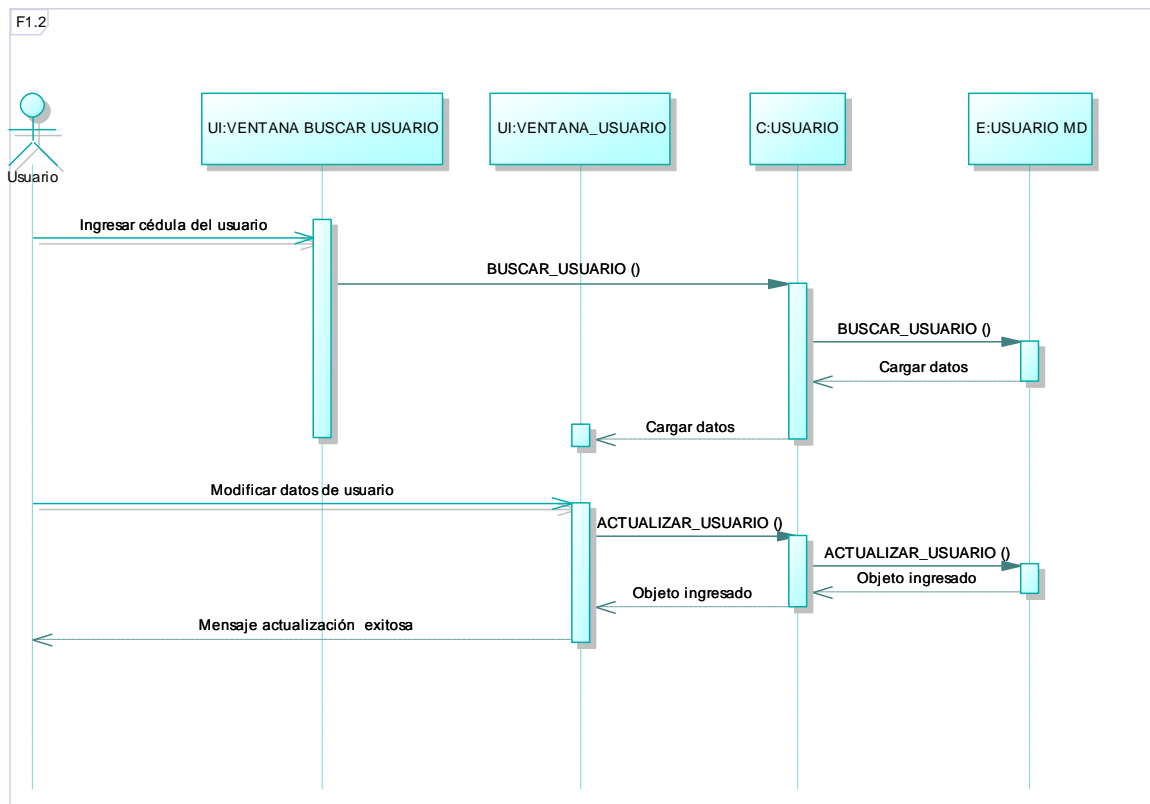 F1.2
UI:VENTANA BUSCAR USUARIO
UI:VENTANA_USUARIO
C:USUARIO
E:USUARIO MD
Usuario
Ingresar cédula del usuario
BUSCAR_USUARIO ()
BUSCAR_USUARIO ()
Cargar datos
Cargar datos
Modificar datos de usuario
ACTUALIZAR_USUARIO ()
ACTUALIZAR_USUARIO ()
Objeto ingresado
Objeto ingresado
Mensaje actualización exitosa